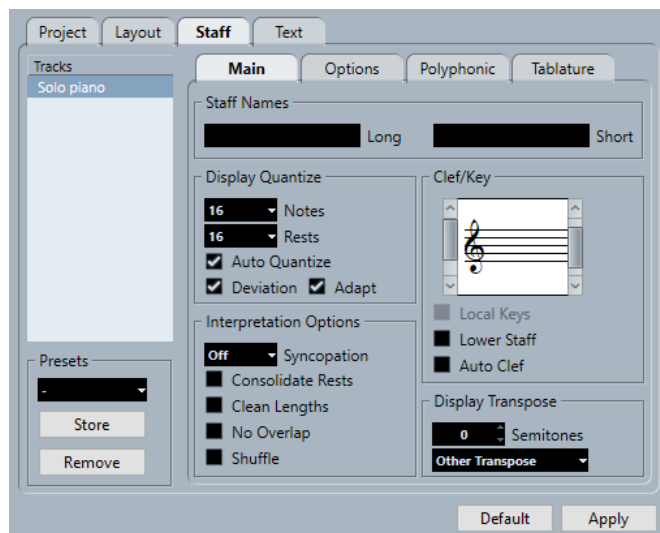 Project Layout Staff Text
Tracks
Solo piano
Main Options Polyphonic Tablature
Staff Names
Long Short
Display Quantize
16 Notes
16 Rests
Auto Quantize
Deviation Adapt
Clef/Key
Local Keys
Lower Staff
Auto Clef
Interpretation Options
Off Syncopation
Consolidate Rests
Clean Lengths
No Overlap
Shuffle
Display Transpose
0 Semitones
Other Transpose
Presets
-
Store
Remove
Default Apply